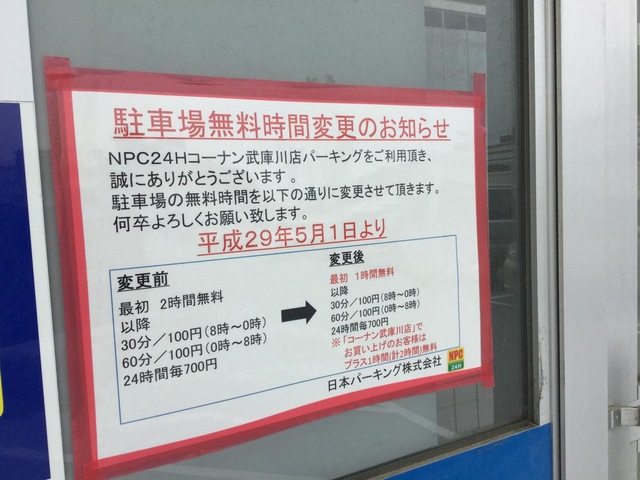 駐車場無料時間変更のお知らせ
NPC24Hコーナン武庫川店パーキングをご利用頂き、
誠にありがとうございます。
駐車場の無料時間を以下の通りに変更させて頂きます。
何卒よろしくお願い致します。
平成29年5月1日より
変更前
最初 2時間無料
以降
30分/100円(8時~0時)
60分/100円(0時~8時)
24時間毎700円
変更後
最初 1時間無料
以降
30分/100円(8時~0時)
60分/100円(0時~8時)
24時間毎700円
※「コーナン武庫川店」で
お買い上げのお客様は
プラス1時間(計2時間)無料
日本パーキング株式会社
NPC
24H